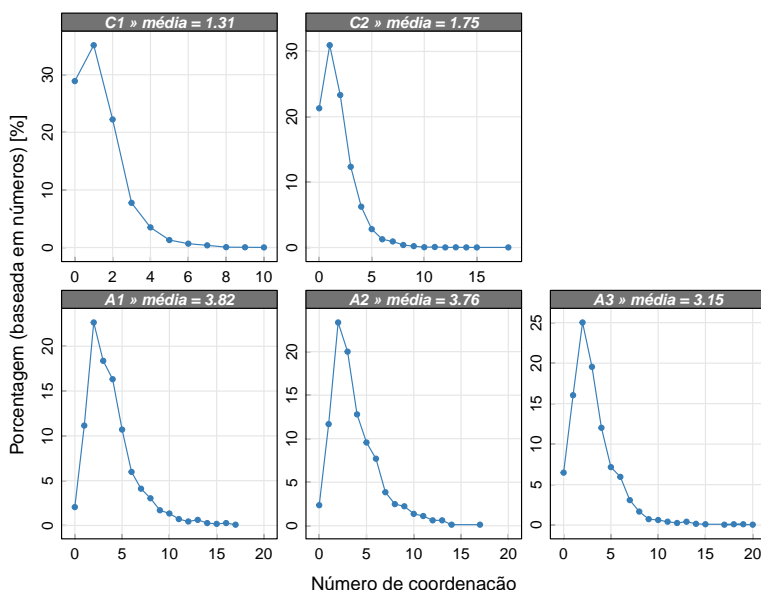 C1 » média = 1.31
C2 » média = 1.75
30
20
10
0
30
20
10
0
0 2 4 6 8 10
0 5 10 15
A1 » média = 3.82
A2 » média = 3.76
A3 » média = 3.15
20
15
10
5
0
20
15
10
5
0
25
20
15
10
5
0
0 5 10 15 20
0 5 10 15 20
0 5 10 15 20
Porcentagem (baseada em números) [%]
Número de coordenação